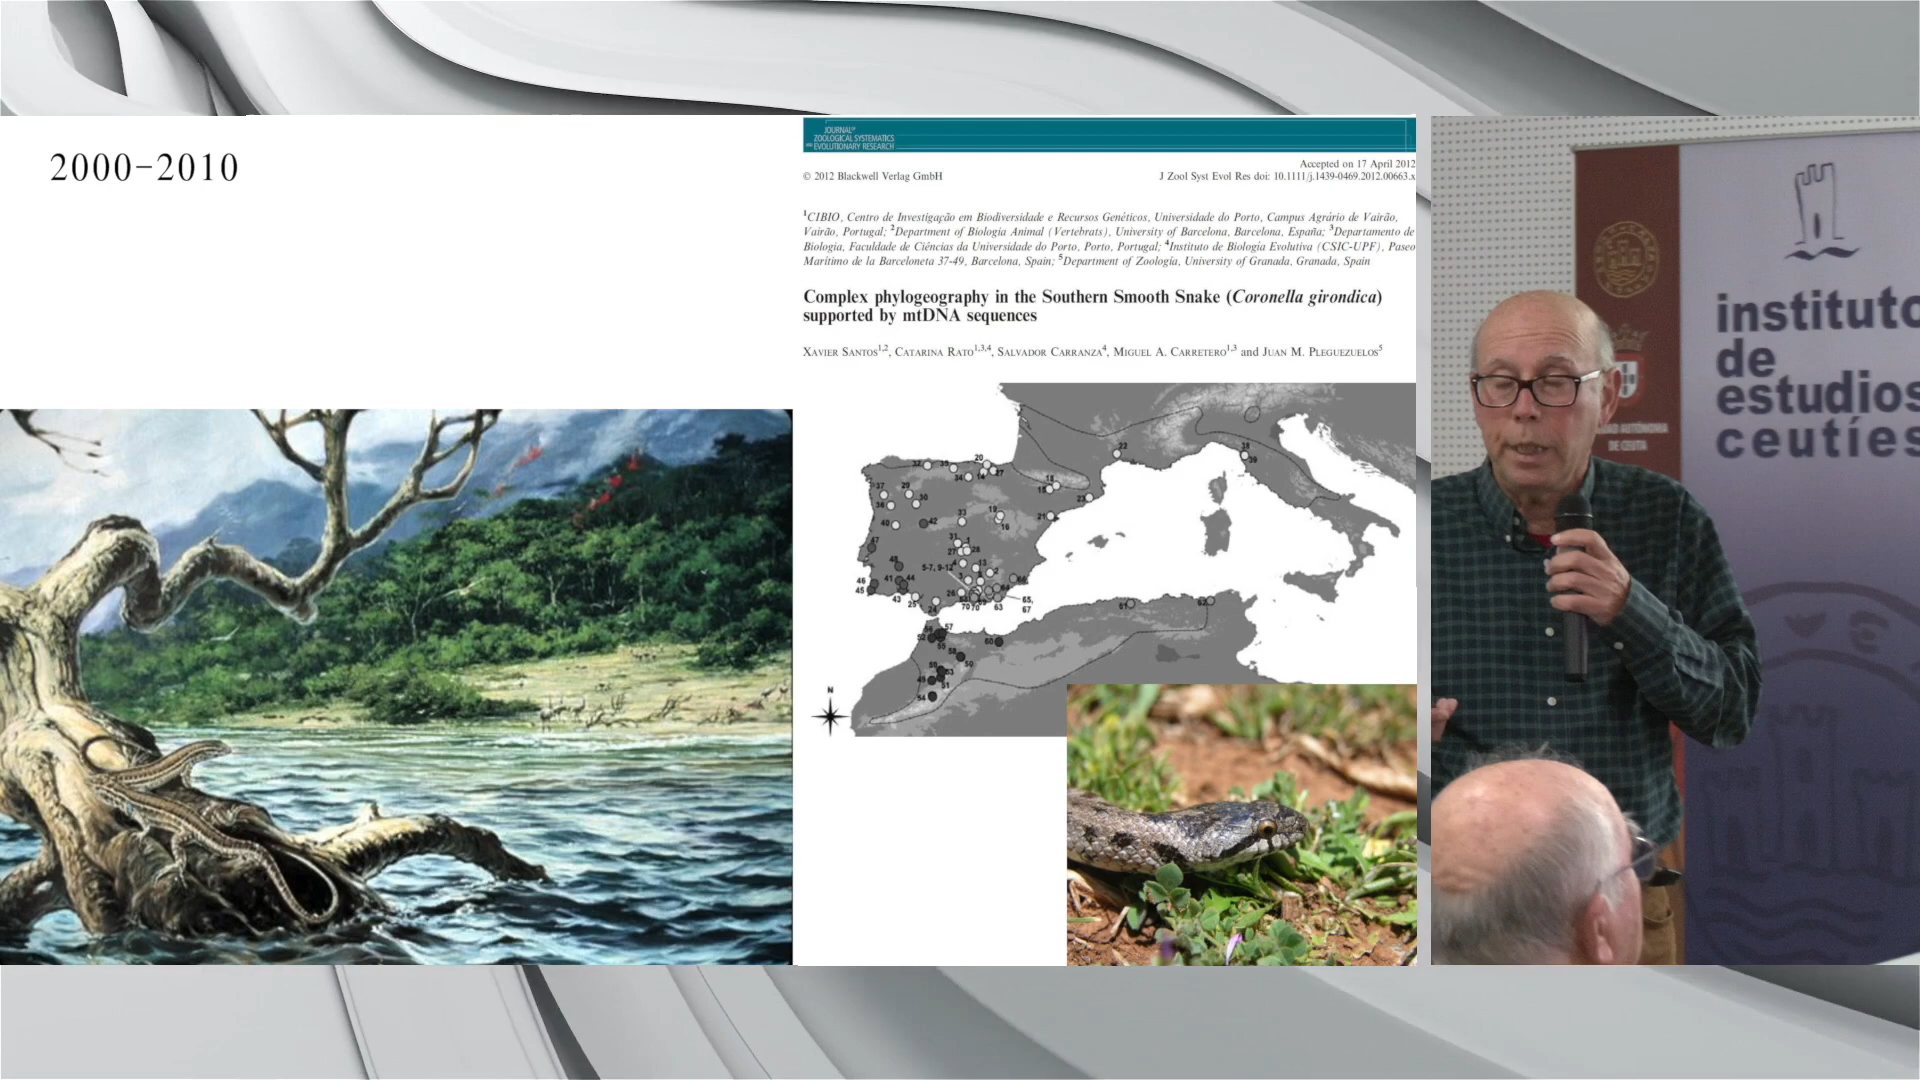 2000-2010
JOURNAL OF
ZOOLOGICAL SYSTEMATICS
AND EVOLUTIONARY RESEARCH
Accepted on 17 April 2012
© 2012 Blackwell Verlag GmbH
J Zool Syst Evol Res doi: 10.1111/j.1439-0469.2012.00663.x
1CIBIO, Centro de Investigação em Biodiversidade e Recursos Genéticos, Universidade do Porto, Campus Agrário de Vairão,
Vairão, Portugal; 2Department of Biologia Animal (Vertebrats), University of Barcelona, Barcelona, España; 3Departamento de
Biologia, Faculdade de Ciências da Universidade do Porto, Porto, Portugal; 4Instituto de Biologia Evolutiva (CSIC-UPF), Paseo
Marítimo de la Barceloneta 37-49, Barcelona, Spain; 5Department of Zoología, University of Granada, Granada, Spain
Complex phylogeography in the Southern Smooth Snake (Coronella girondica)
supported by mtDNA sequences
XAVIER SANTOS1,2, CATARINA RATO1,3,4, SALVADOR CARRANZA4, MIGUEL A. CARRETERO1,3 and JUAN M. PLEGUEZUELOS5
N
instituto
de
estudios
ceutíes
AUTÓNOMA
DE CEUTA